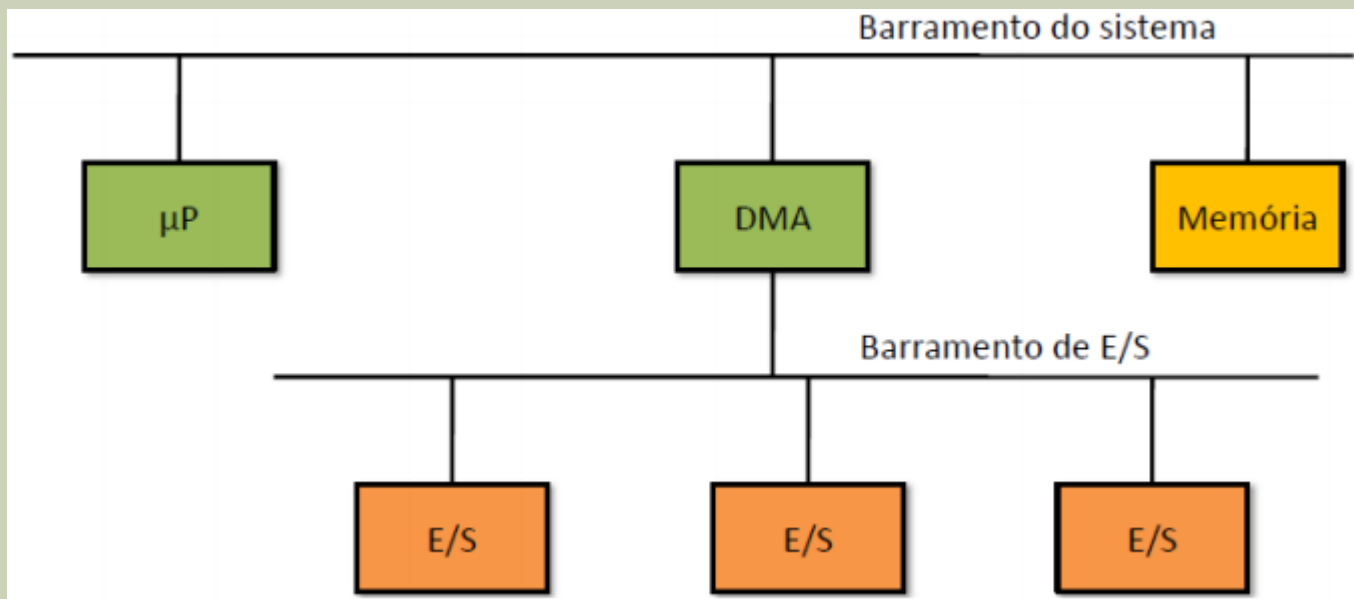 Barramento do sistema
µP
DMA
Memória
Barramento de E/S
E/S
E/S
E/S